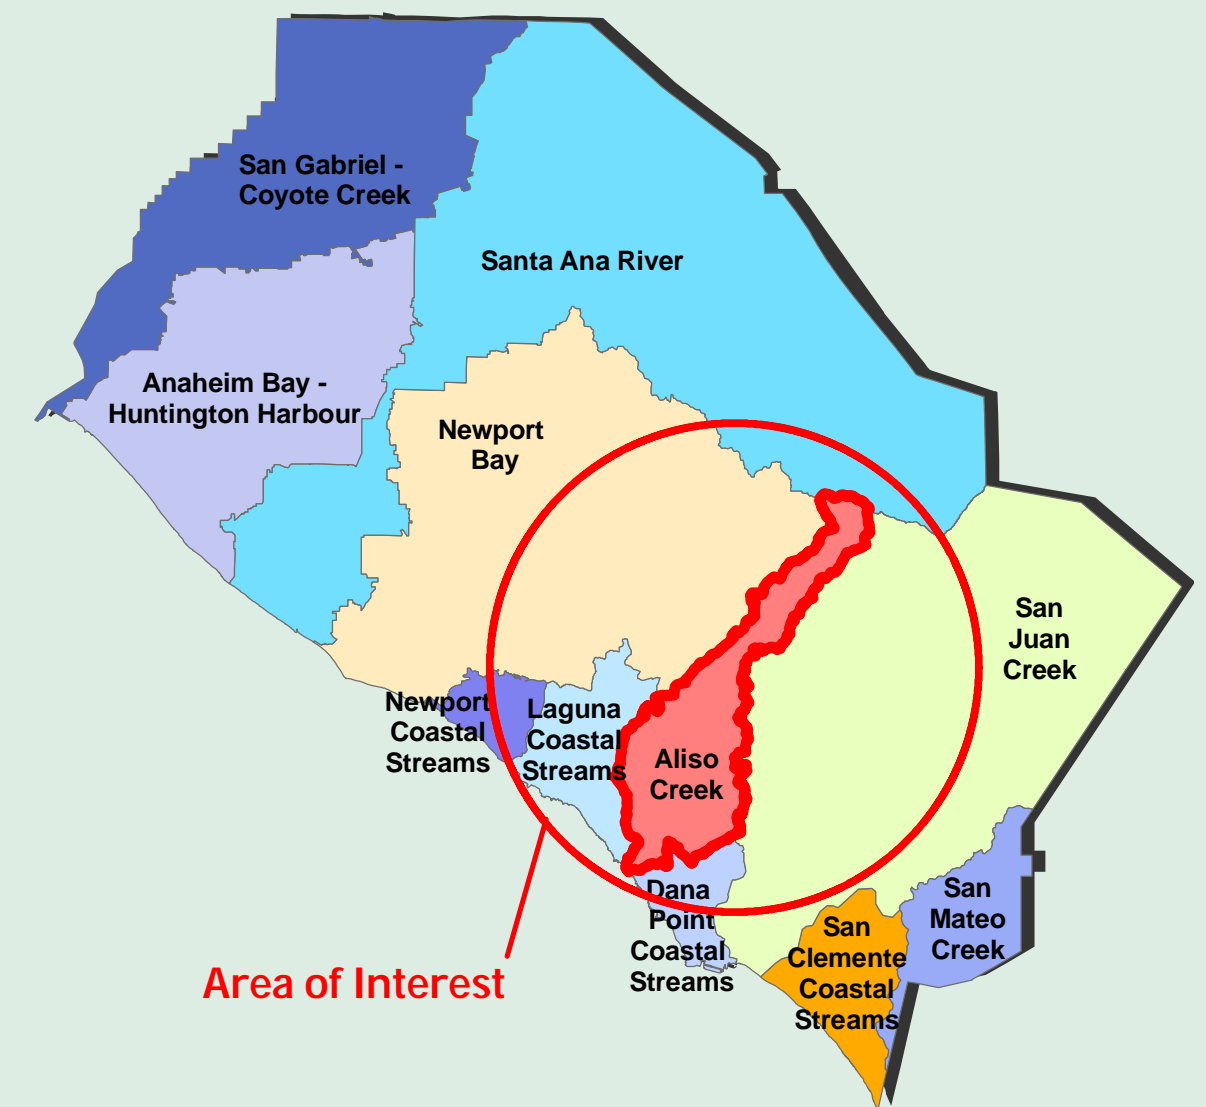 San Gabriel -
Coyote Creek
Santa Ana River
Anaheim Bay -
Huntington Harbour
Newport
Bay
San
Juan
Creek
Newport
Coastal
Streams
Laguna
Coastal
Streams
Aliso
Creek
Dana
Point
Coastal
Streams
San
Clemente
Coastal
Streams
San
Mateo
Creek
Area of Interest